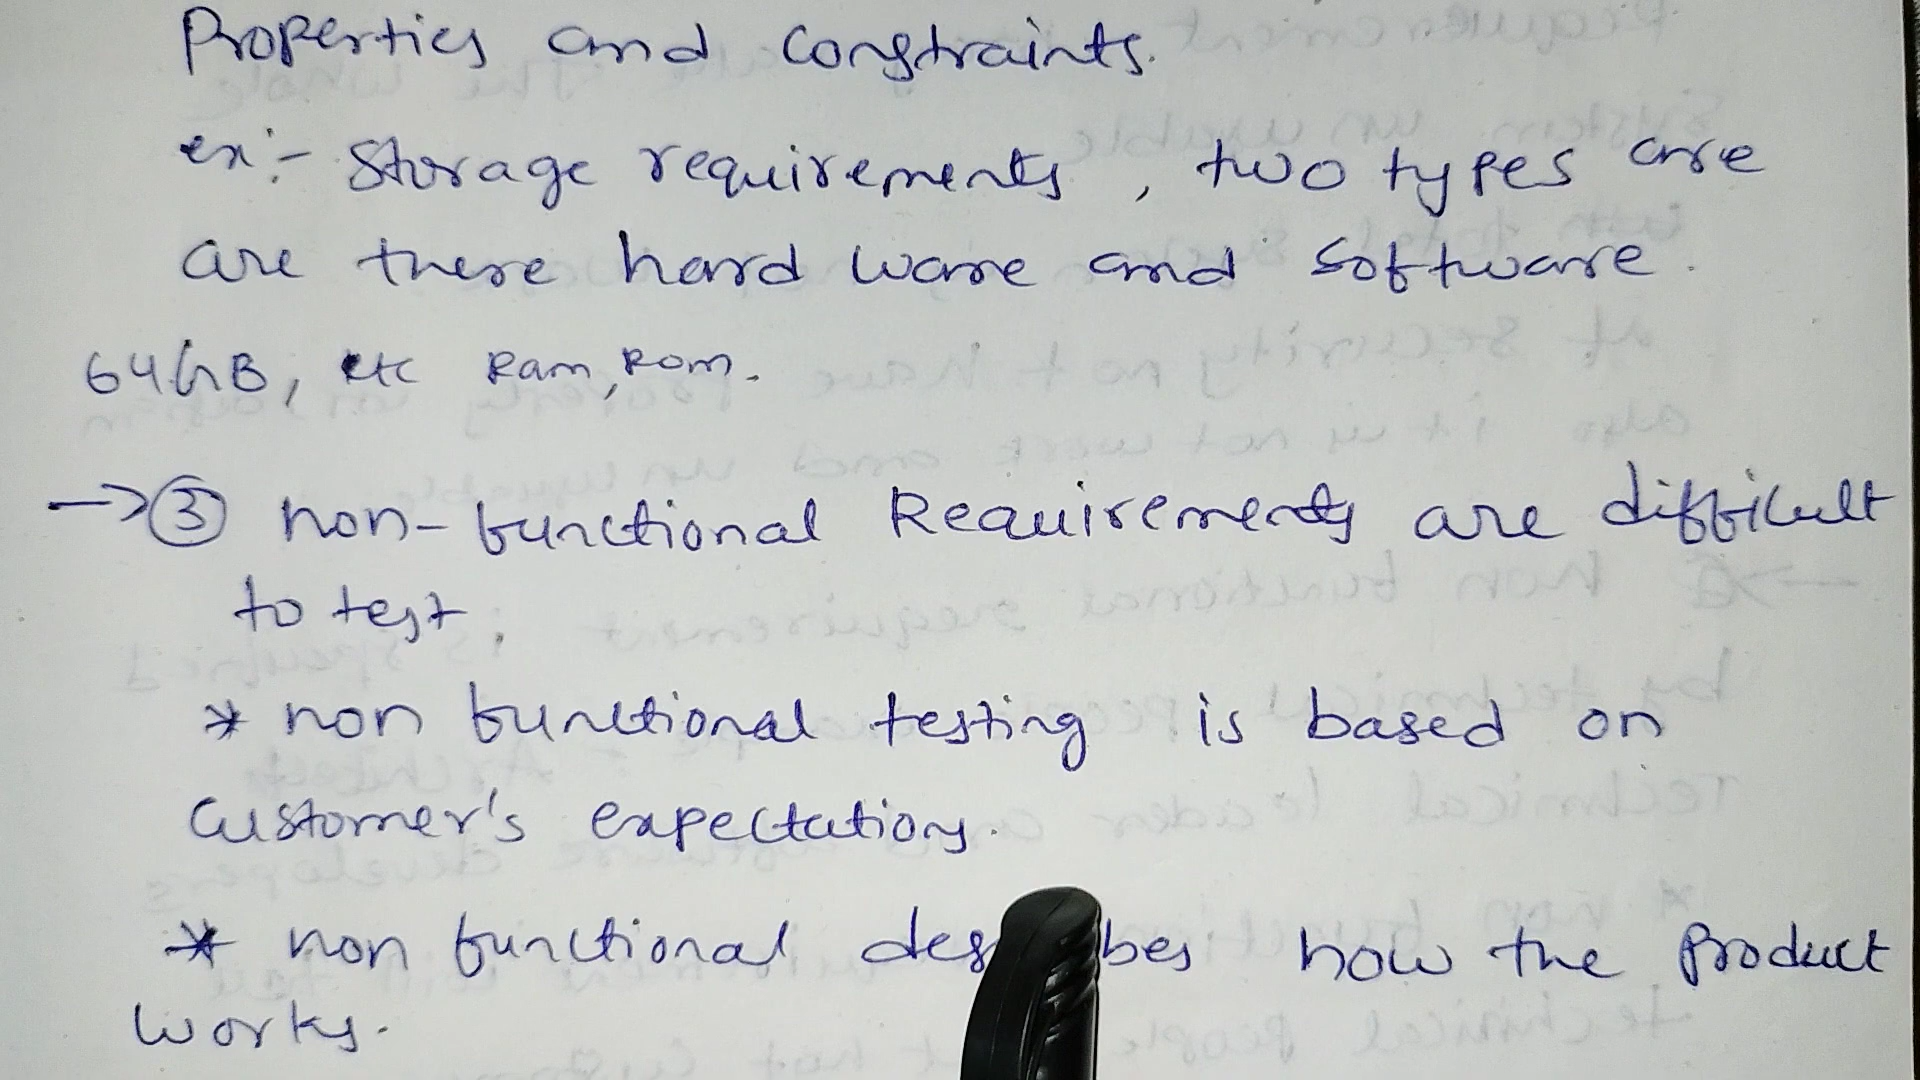 Properties and constraints.
ex:- Storage requirements, two types are
are there hard ware and software.
64GB, etc Ram, Rom.
→ ③ non-functional Requirements are difficult
to test.
* non functional testing is based on
customer's expectations.
* non functional how the product
works.